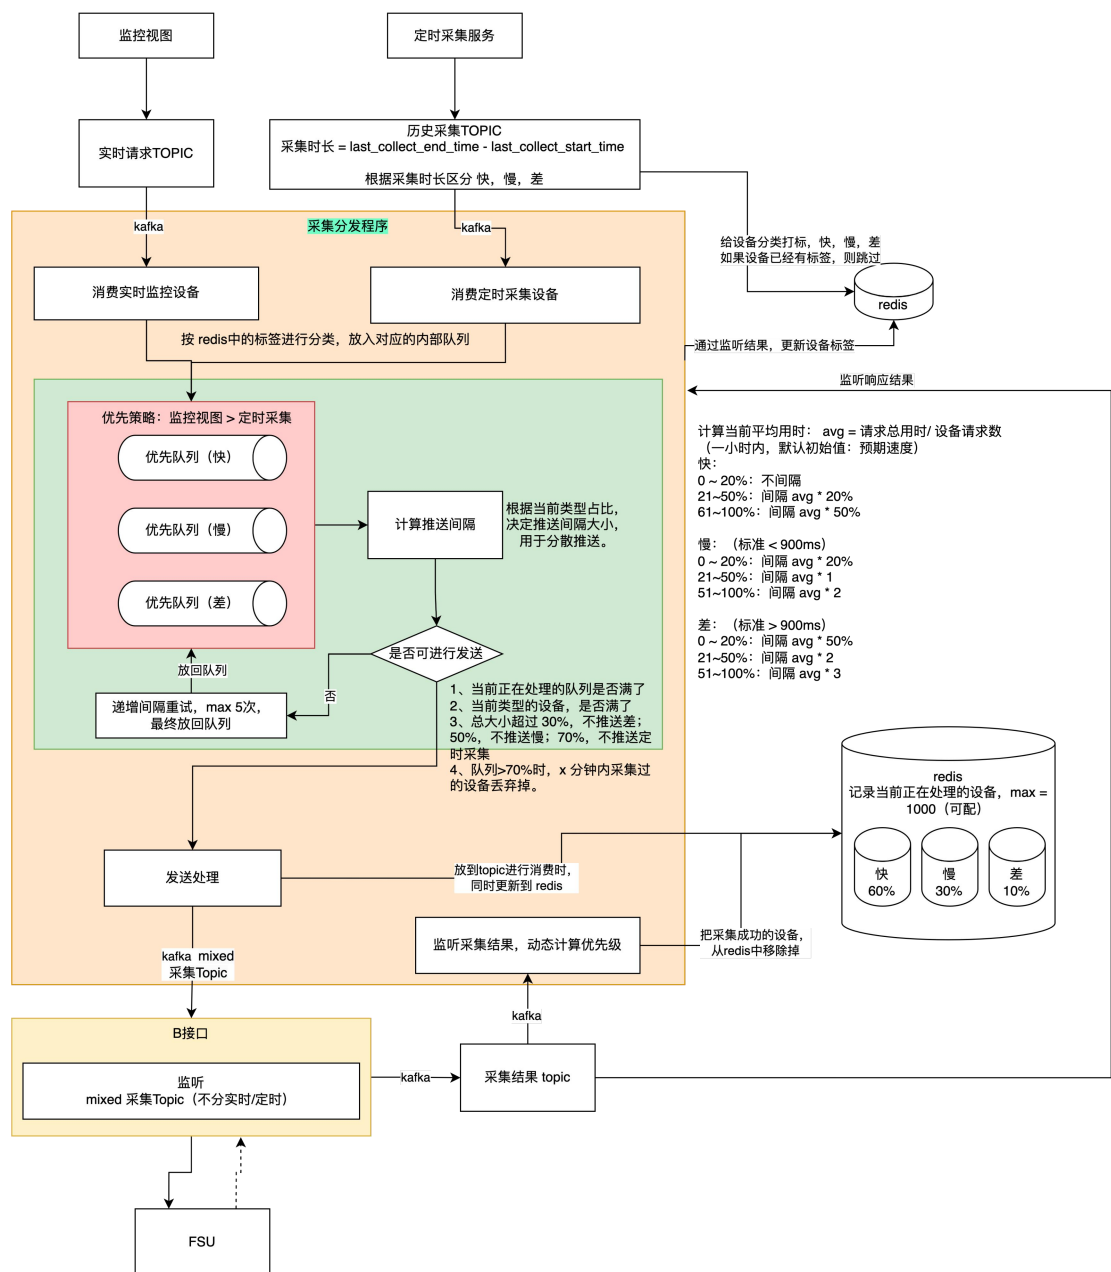 监控视图
定时采集服务
实时请求TOPIC
历史采集TOPIC
采集时长 = last_collect_end_time - last_collect_start_time
根据采集时长区分 快，慢，差
kafka
采集分发程序
kafka
给设备分类打标，快，慢，差
如果设备已经有标签，则跳过
redis
消费实时监控设备
消费定时采集设备
按 redis中的标签进行分类，放入对应的内部队列
通过监听结果，更新设备标签
监听响应结果
优先策略：监控视图 > 定时采集
优先队列（快）
优先队列（慢）
优先队列（差）
计算推送间隔
根据当前类型占比，
决定推送间隔大小，
用于分散推送。
计算当前平均用时： avg = 请求总用时/ 设备请求数
（一小时内，默认初始值：预期速度）
快：
0 ~ 20%：不间隔
21~50%：间隔 avg * 20%
61~100%：间隔 avg * 50%
慢：（标准 < 900ms）
0 ~ 20%：间隔 avg * 20%
21~50%：间隔 avg * 1
51~100%：间隔 avg * 2
差：（标准 > 900ms）
0 ~ 20%：间隔 avg * 50%
21~50%：间隔 avg * 2
51~100%：间隔 avg * 3
是否可进行发送
放回队列
否
递增间隔重试，max 5次，
最终放回队列
1、当前正在处理的队列是否满了
2、当前类型的设备，是否满了
3、总大小超过 30%，不推送差；
50%，不推送慢；70%，不推送定
时采集
4、队列>70%时，x 分钟内采集过
的设备丢弃掉。
redis
记录当前正在处理的设备，max =
1000（可配）
快
60%
慢
30%
差
10%
发送处理
放到topic进行消费时，
同时更新到 redis
监听采集结果，动态计算优先级
把采集成功的设备，
从redis中移除掉
kafka mixed
采集Topic
kafka
B接口
监听
mixed 采集Topic（不分实时/定时）
kafka
采集结果 topic
FSU